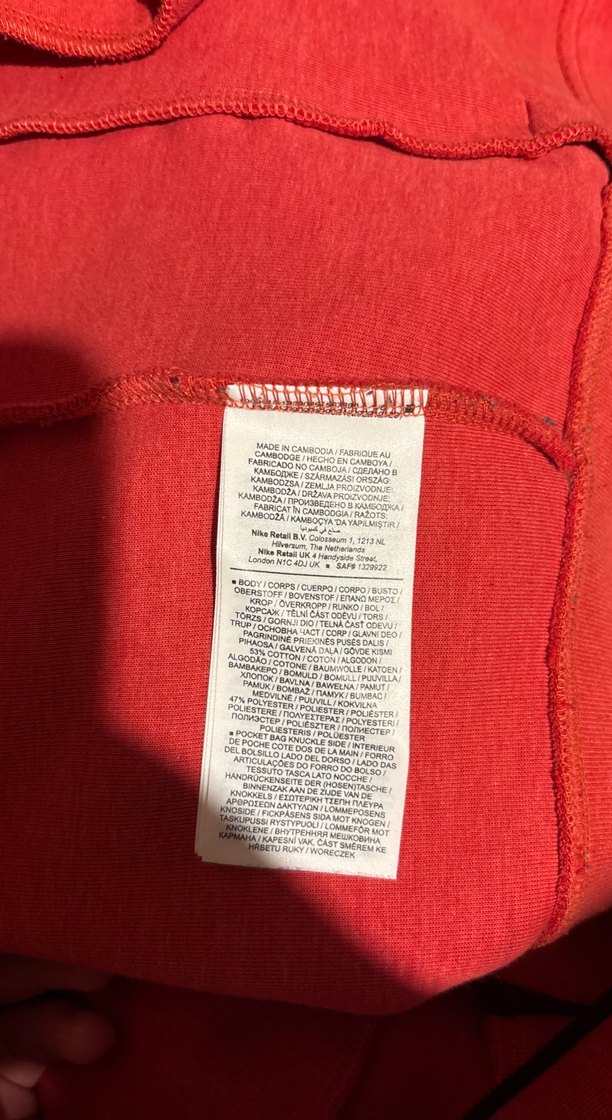 MADE IN CAMBODIA / FABRIQUE AU
CAMBODGE / HECHO EN CAMBOYA /
FABRICADO NO CAMBOJA / СДЕЛАНО В
КАМБОДЖЕ / SZÁRMAZÁSI ORSZÁG:
KAMBODZSA / ZEMLJA PROIZVODNJE:
KAMBODŽA / DRŽAVA PROIZVODNJE:
KAMBODŽA / ПРОИЗВЕДЕНО В КАМБОДЖА /
FABRICAT ÎN CAMBODGIA / RAŽOTS:
KAMBODŽĀ / KAMBOÇYA'DA YAPILMIŞTIR /
صنع في كمبوديا
Nike Retail B.V. Colosseum 1, 1213 NL
Hilversum, The Netherlands
Nike Retail UK 4 Handyside Street,
London N1C 4DJ UK ■ SAF# 1329922
■ BODY / CORPS / CUERPO / CORPO / BUSTO /
OBERSTOFF / BOVENSTOF / ΕΠΑΝΩ ΜΕΡΟΣ /
KROP / ÖVERKROPP / RUNKO / BOL /
КОРСАЖ / TĚLNÍ ČÁST ODĚVU / TORS /
TÖRZS / GORNJI DIO / TELNÁ ČASŤ ODEVU /
TRUP / ОСНОВНА ЧАСТ / CORP / GLAVNI DEO /
PAGRINDINĖ PRIEKINĖS PUSĖS DALIS /
PIHAOSA / GALVENĀ DAĻA / GÖVDE KISMI
53% COTTON / COTON / ALGODON /
ALGODÃO / COTONE / BAUMWOLLE / KATOEN /
ΒΑΜΒΑΚΕΡΟ / BOMULD / BOMULL / PUUVILLA /
ХЛОПОК / BAVLNA / BAWEŁNA / PAMUT /
PAMUK / BOMBAŽ / ПАМУК / BUMBAC /
MEDVILNĖ / PUUVILL / KOKVILNA
47% POLYESTER / POLIESTER / POLIÉSTER /
POLIESTERE / ΠΟΛΥΕΣΤΕΡΑΣ / POLYESTERI /
ПОЛИЭСТЕР / POLIÉSZTER / ПОЛИЕСТЕР /
POLIESTERIS / POLÜESTER
■ POCKET BAG KNUCKLE SIDE / INTERIEUR
DE POCHE COTE DOS DE LA MAIN / FORRO
DEL BOLSILLO LADO DEL DORSO / LADO DAS
ARTICULAÇÕES DO FORRO DO BOLSO /
TESSUTO TASCA LATO NOCCHE /
HANDRÜCKENSEITE DER (HOSEN)TASCHE /
BINNENZAK AAN DE ZIJDE VAN DE
KNOKKELS / ΕΣΩΤΕΡΙΚΗ ΤΣΕΠΗ ΠΛΕΥΡΑ
ΑΡΘΡΩΣΕΩΝ ΔΑΚΤΥΛΩΝ / LOMMEPOSENS
KNOSIDE / FICKPÅSENS SIDA MOT KNOGEN /
TASKUPUSSI RYSTYPUOLI / LOMMEFÔR MOT
KNOKLENE / ВНУТРЕННЯЯ МЕШКОВИНА
КАРМАНА / KAPESNÍ VAK, ČÁST SMĚREM KE
HŘBETU RUKY / WORECZEK